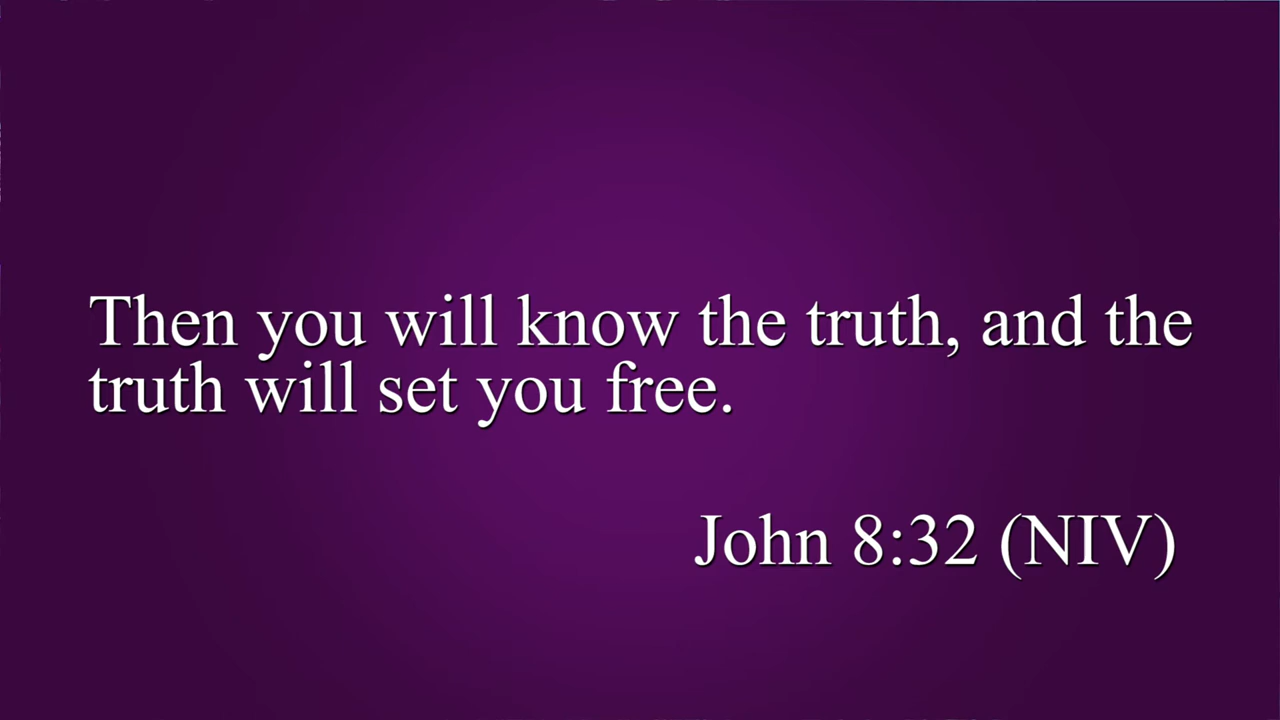 Then you will know the truth, and the
truth will set you free.
John 8:32 (NIV)